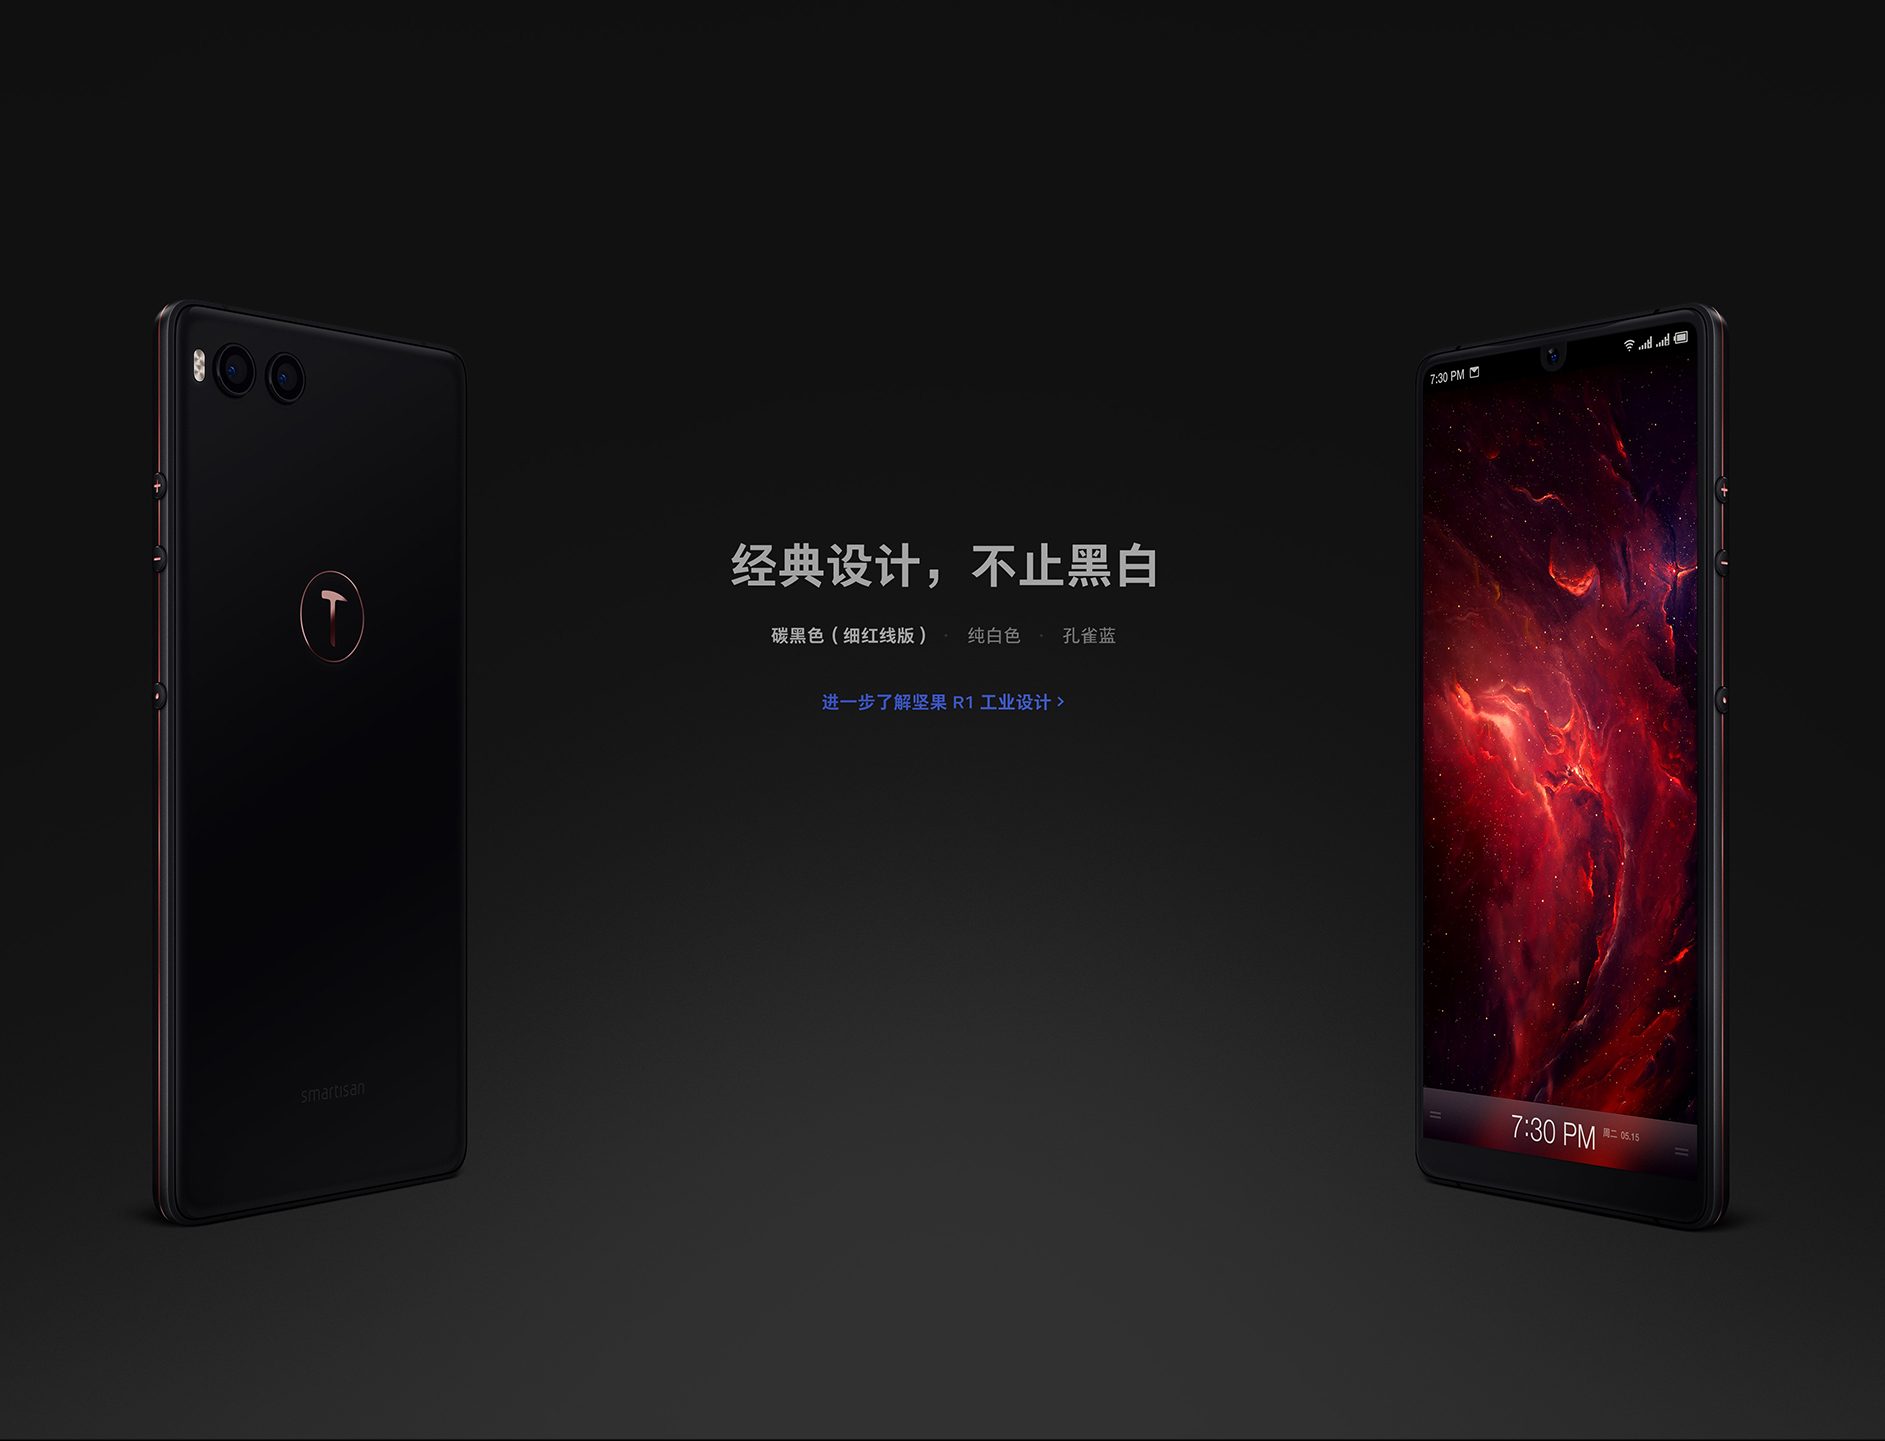 7:30 PM
经典设计，不止黑白
碳黑色（细红线版） · 纯白色 · 孔雀蓝
进一步了解坚果 R1 工业设计 >
smartisan
7:30 PM 周二 05.15